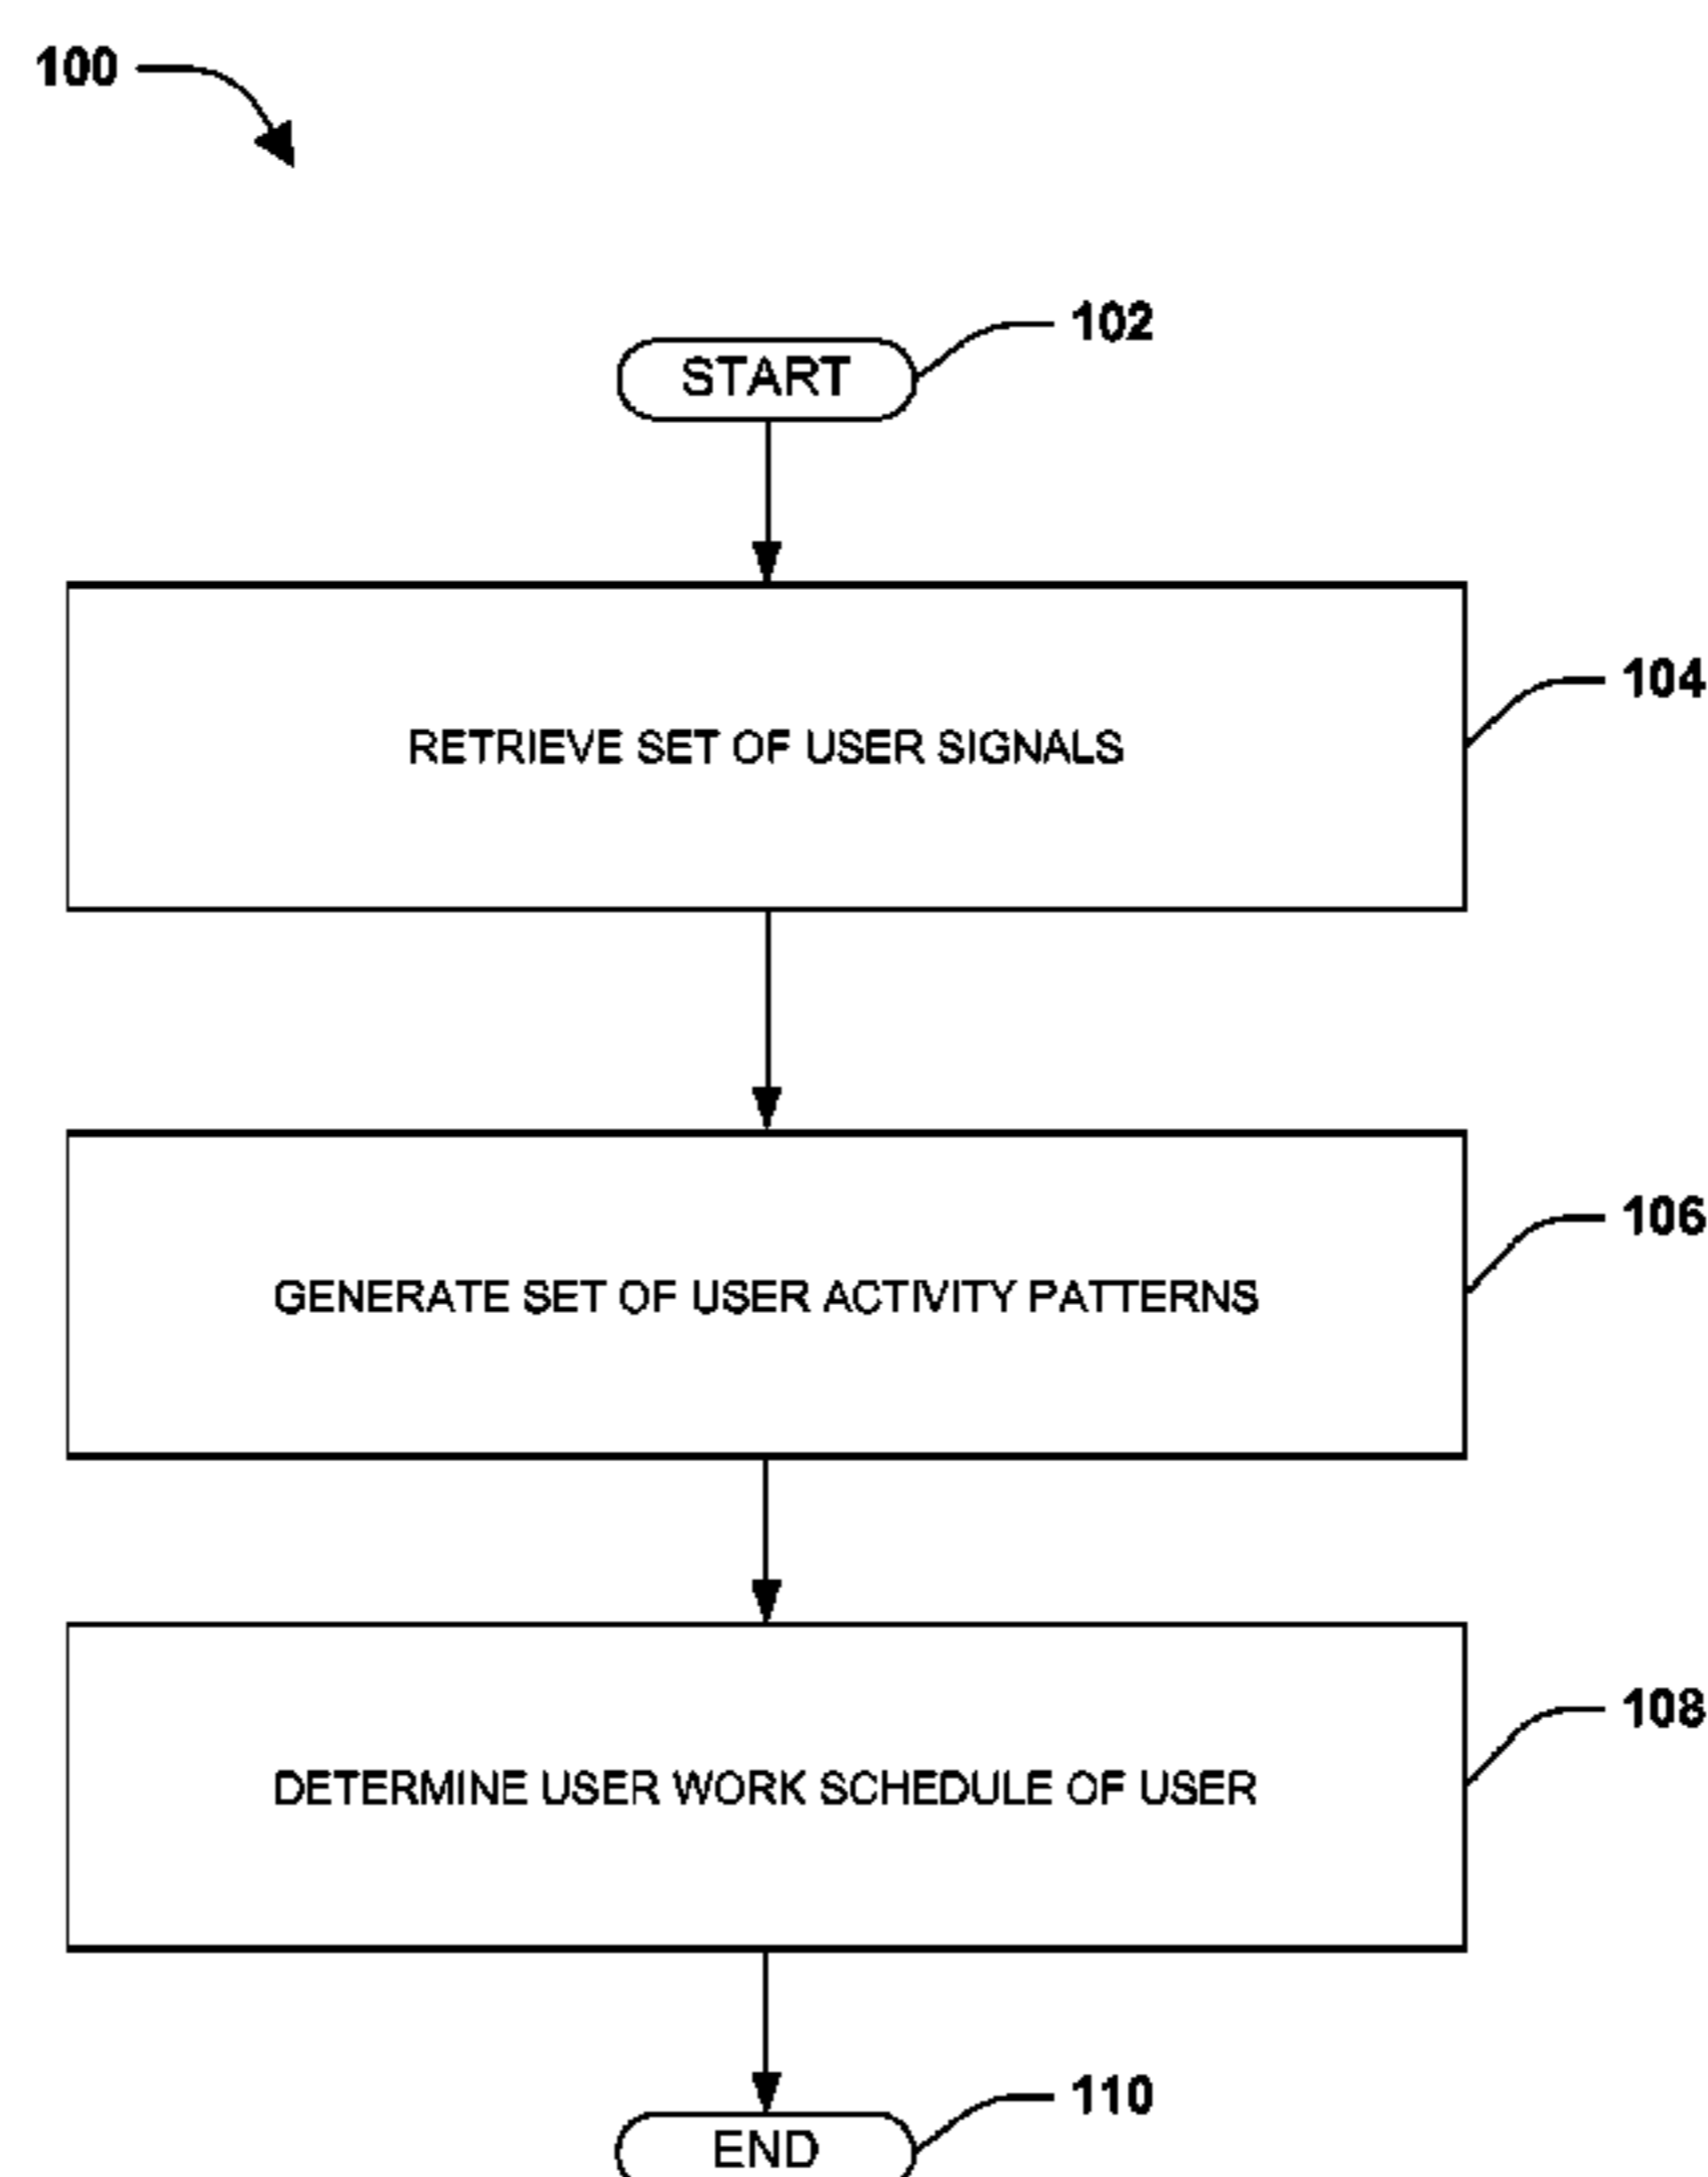 100
102
START
104
RETRIEVE SET OF USER SIGNALS
106
GENERATE SET OF USER ACTIVITY PATTERNS
108
DETERMINE USER WORK SCHEDULE OF USER
110
END